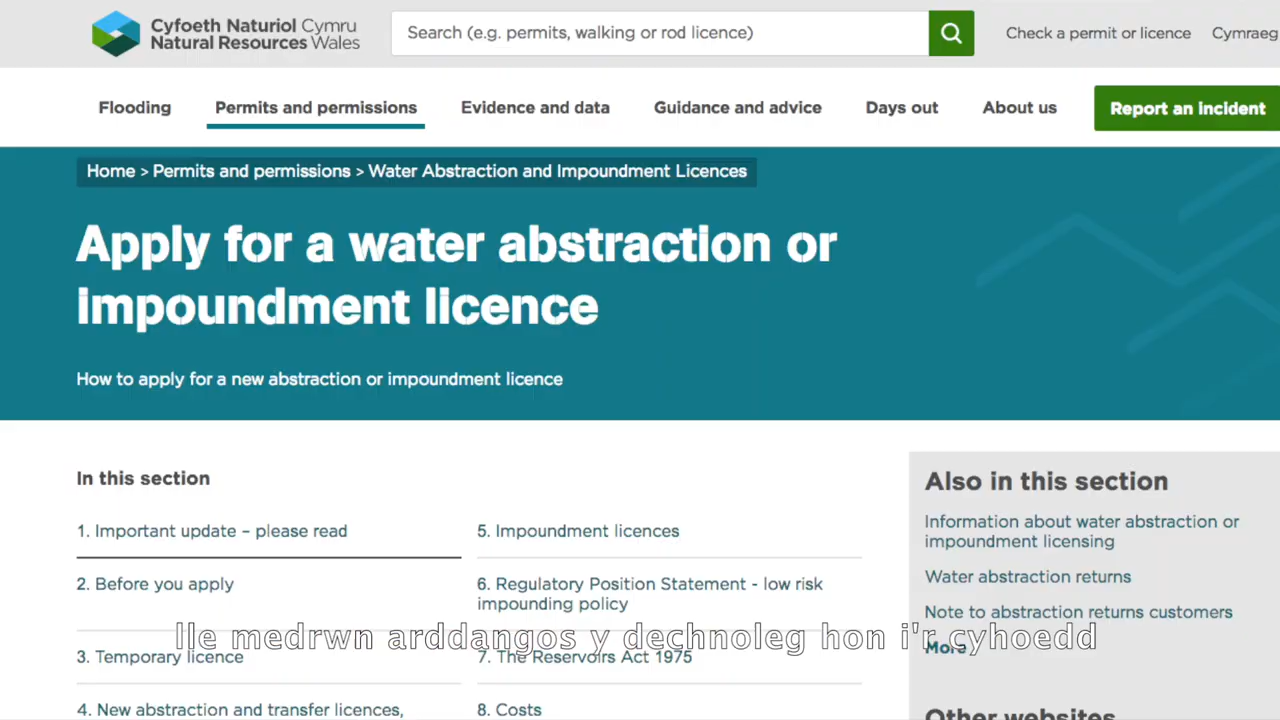 Cyfoeth Naturiol Cymru
Natural Resources Wales
Search (e.g. permits, walking or rod licence)
Check a permit or licence
Cymraeg
Flooding
Permits and permissions
Evidence and data
Guidance and advice
Days out
About us
Report an incident
Home > Permits and permissions > Water Abstraction and Impoundment Licences
Apply for a water abstraction or
impoundment licence
How to apply for a new abstraction or impoundment licence
In this section
1. Important update – please read
2. Before you apply
3. Temporary licence
4. New abstraction and transfer licences,
5. Impoundment licences
6. Regulatory Position Statement - low risk
impounding policy
7. The Reservoirs Act 1975
8. Costs
Also in this section
Information about water abstraction or
impoundment licensing
Water abstraction returns
Note to abstraction returns customers
More
Other websites
lle medrwn arddangos y dechnoleg hon i'r cyhoedd